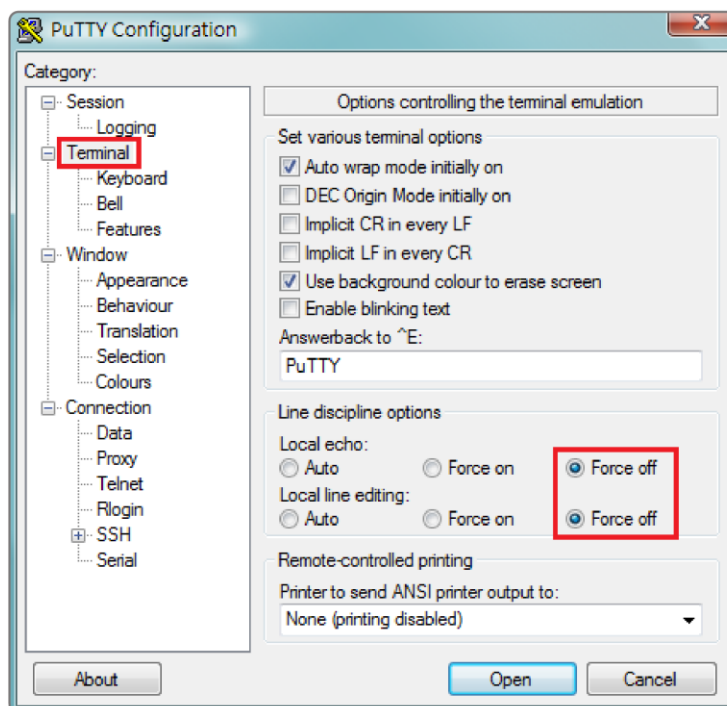 PuTTY Configuration
Category:
Session
Logging
Terminal
Keyboard
Bell
Features
Window
Appearance
Behaviour
Translation
Selection
Colours
Connection
Data
Proxy
Telnet
Rlogin
SSH
Serial
Options controlling the terminal emulation
Set various terminal options
Auto wrap mode initially on
DEC Origin Mode initially on
Implicit CR in every LF
Implicit LF in every CR
Use background colour to erase screen
Enable blinking text
Answerback to ^E:
PuTTY
Line discipline options
Local echo:
Auto Force on Force off
Local line editing:
Auto Force on Force off
Remote-controlled printing
Printer to send ANSI printer output to:
None (printing disabled)
About Open Cancel